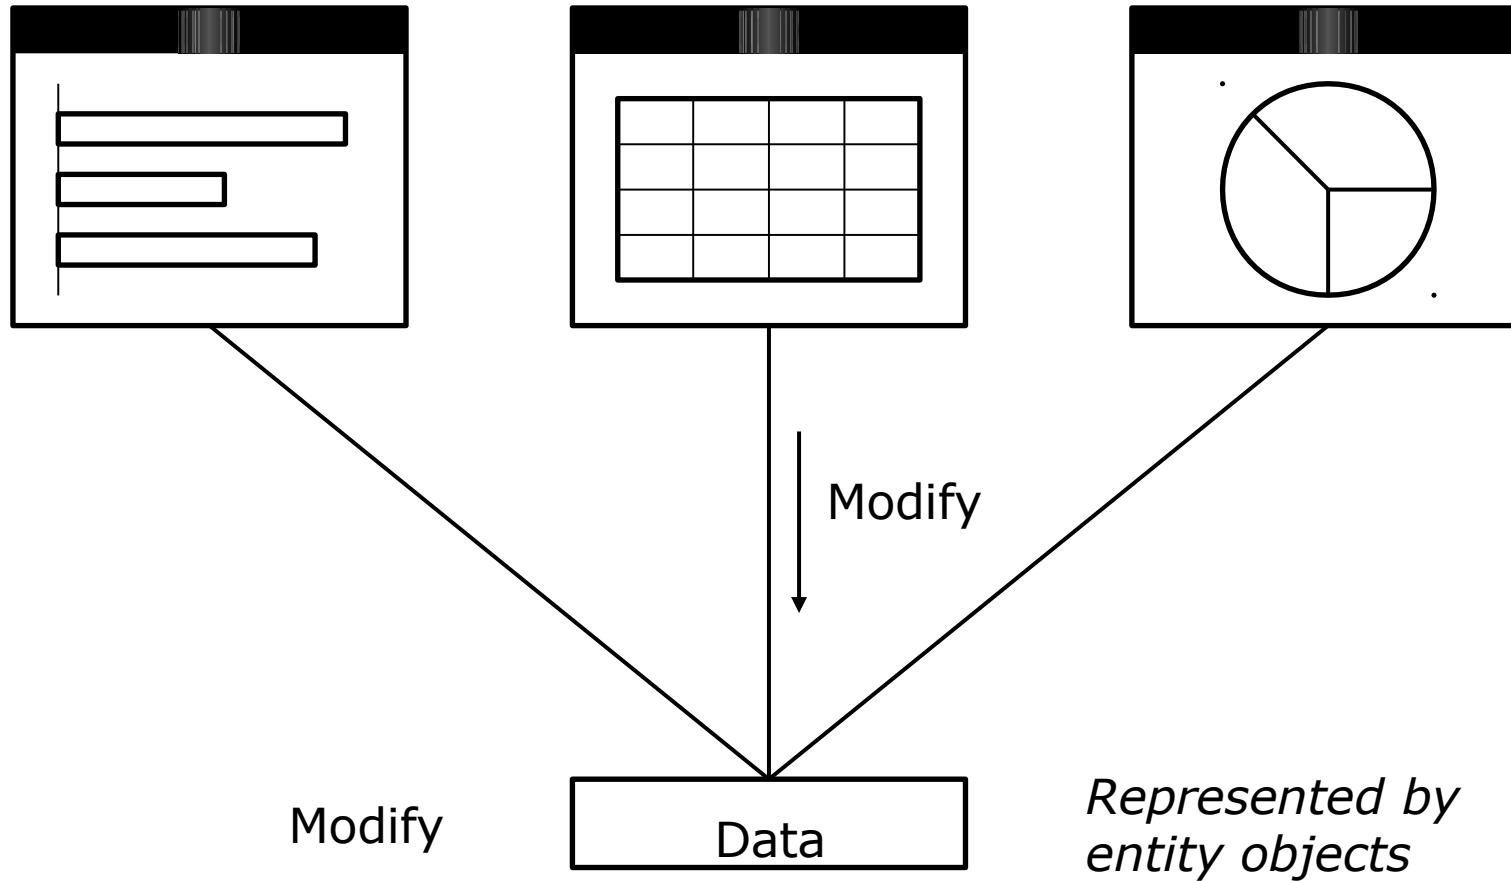 Modify
Modify
Data
Represented by
entity objects